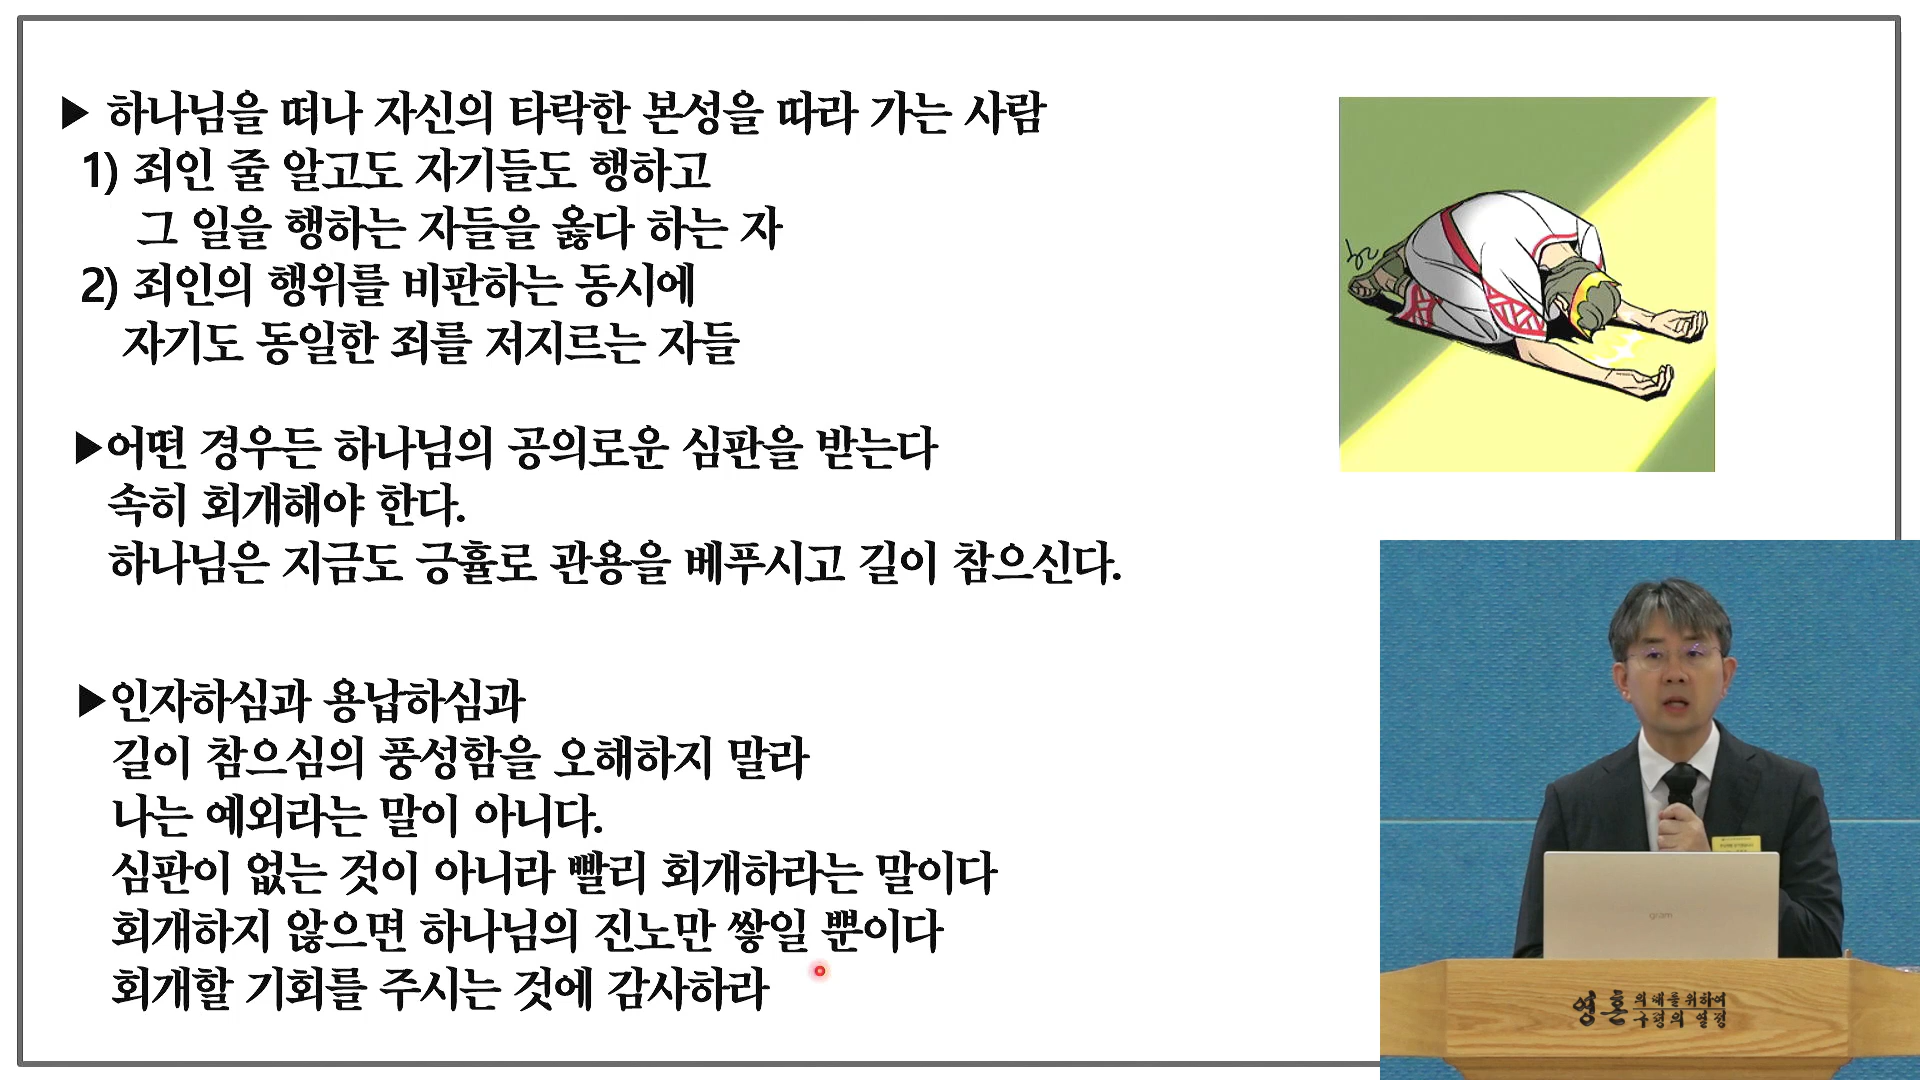 ▶ 하나님을 떠나 자신의 타락한 본성을 따라 가는 사람
1) 죄인 줄 알고도 자기들도 행하고
그 일을 행하는 자들을 옳다 하는 자
2) 죄인의 행위를 비판하는 동시에
자기도 동일한 죄를 저지르는 자들
▶어떤 경우든 하나님의 공의로운 심판을 받는다
속히 회개해야 한다.
하나님은 지금도 긍휼로 관용을 베푸시고 길이 참으신다.
▶인자하심과 용납하심과
길이 참으심의 풍성함을 오해하지 말라
나는 예외라는 말이 아니다.
심판이 없는 것이 아니라 빨리 회개하라는 말이다
회개하지 않으면 하나님의 진노만 쌓일 뿐이다
회개할 기회를 주시는 것에 감사하라
gram
영혼 의 때를 위하여
구령의 열정